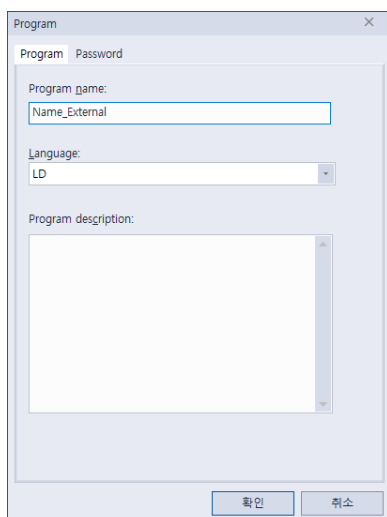 Program
Program Password
Program name:
Name_External
Language:
LD
Program description:
확인 취소